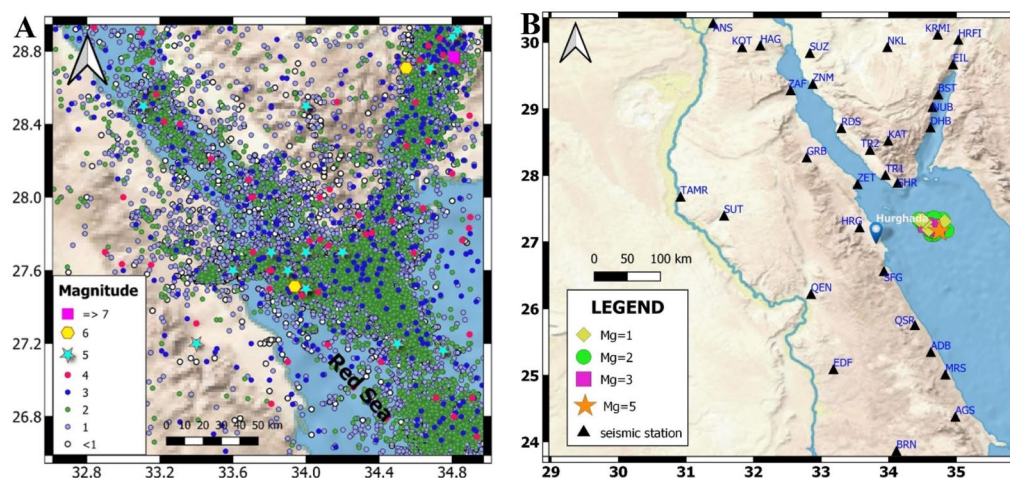 A
28.8
28.4
28.0
27.6
27.2
26.8
32.8
33.2
33.6
34.0
34.4
34.8
Magnitude
=> 7
6
5
4
3
2
1
<1
0 10 20 30 40 50 km
Red Sea
B
30
29
28
27
26
25
24
29
30
31
32
33
34
35
ANS
KOT
HAG
SUZ
NKL
KRMI
HRFI
EIL
ZAF
ZNM
BST
NUB
DHB
RDS
KAT
TR2
GRB
TR1
SHR
ZET
TAMR
SUT
HRG
Hurghada
SFG
QEN
QSR
ADB
EDF
MRS
AGS
BRN
0 50 100 km
LEGEND
Mg=1
Mg=2
Mg=3
Mg=5
seismic station